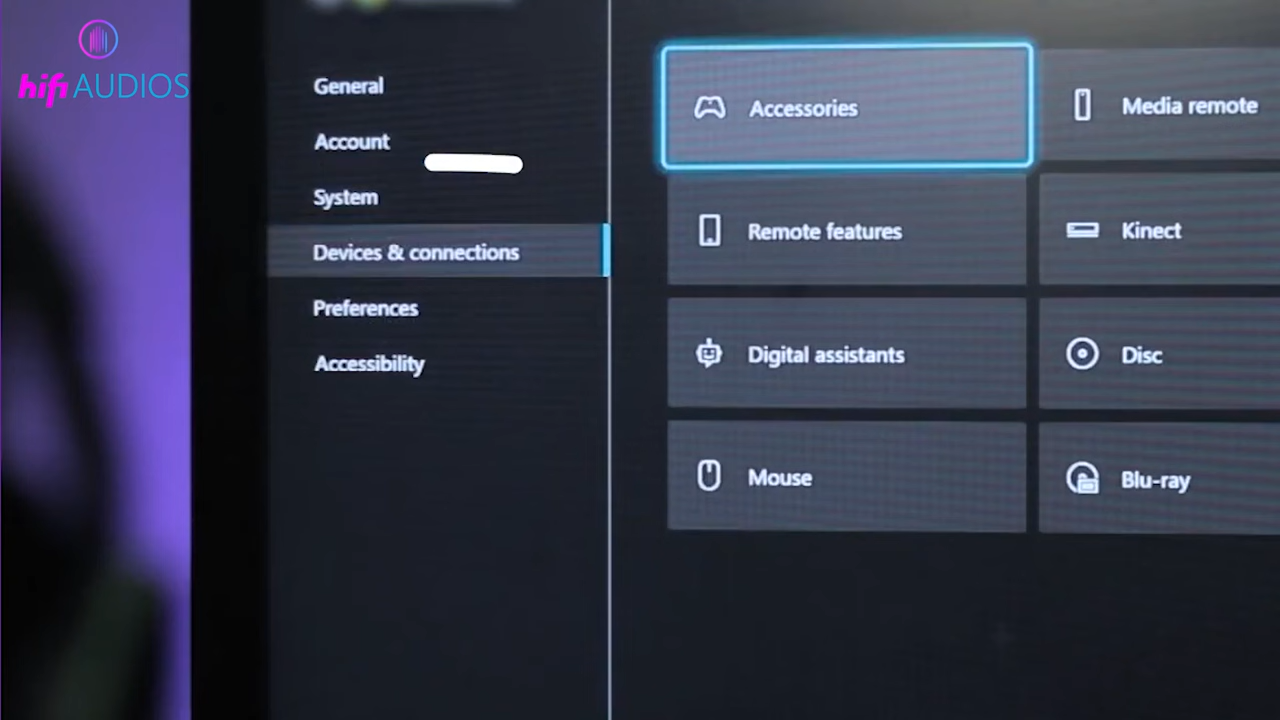 hifi AUDIOS
General
Account
System
Devices & connections
Preferences
Accessibility
Accessories
Media remote
Remote features
Kinect
Digital assistants
Disc
Mouse
Blu-ray